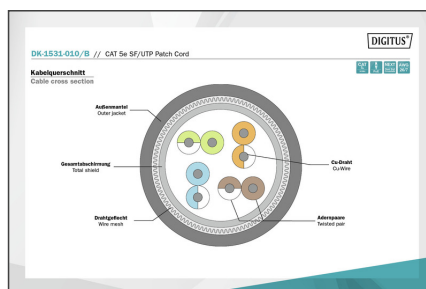 DIGITUS®
DK-1531-010/B // CAT 5e SF/UTP Patch Cord
Kabelquerschnitt
Cable cross section
Außenmantel
Outer jacket
Gesamtabschirmung
Total shield
Cu-Draht
Cu-Wire
Drahtgeflecht
Wire mesh
Aderspaare
Twisted pair